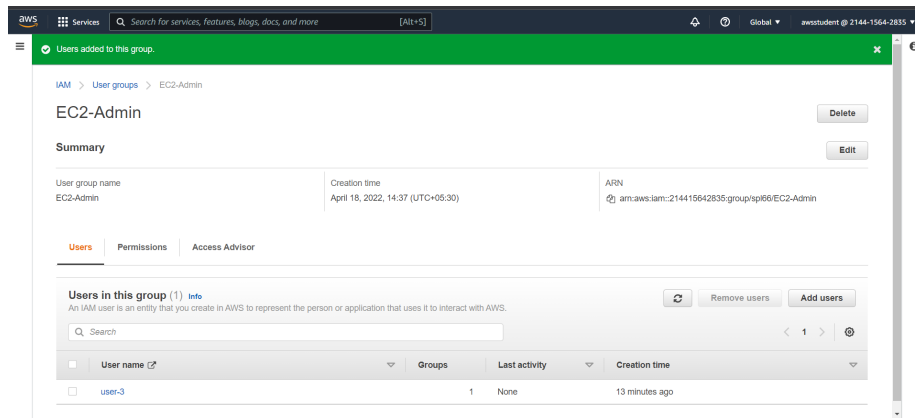 aws Services Search for services, features, blogs, docs, and more [Alt+S] Global ▼ awsstudent @ 2144-1564-2835 ▼
Users added to this group.
IAM > User groups > EC2-Admin
EC2-Admin Delete
Summary Edit
User group name Creation time ARN
EC2-Admin April 18, 2022, 14:37 (UTC+05:30) arn:aws:iam::214415642835:group/spl66/EC2-Admin
Users Permissions Access Advisor
Users in this group (1) Info Remove users Add users
An IAM user is an entity that you create in AWS to represent the person or application that uses it to interact with AWS.
Search < 1 >
User name Groups Last activity Creation time
user-3 1 None 13 minutes ago